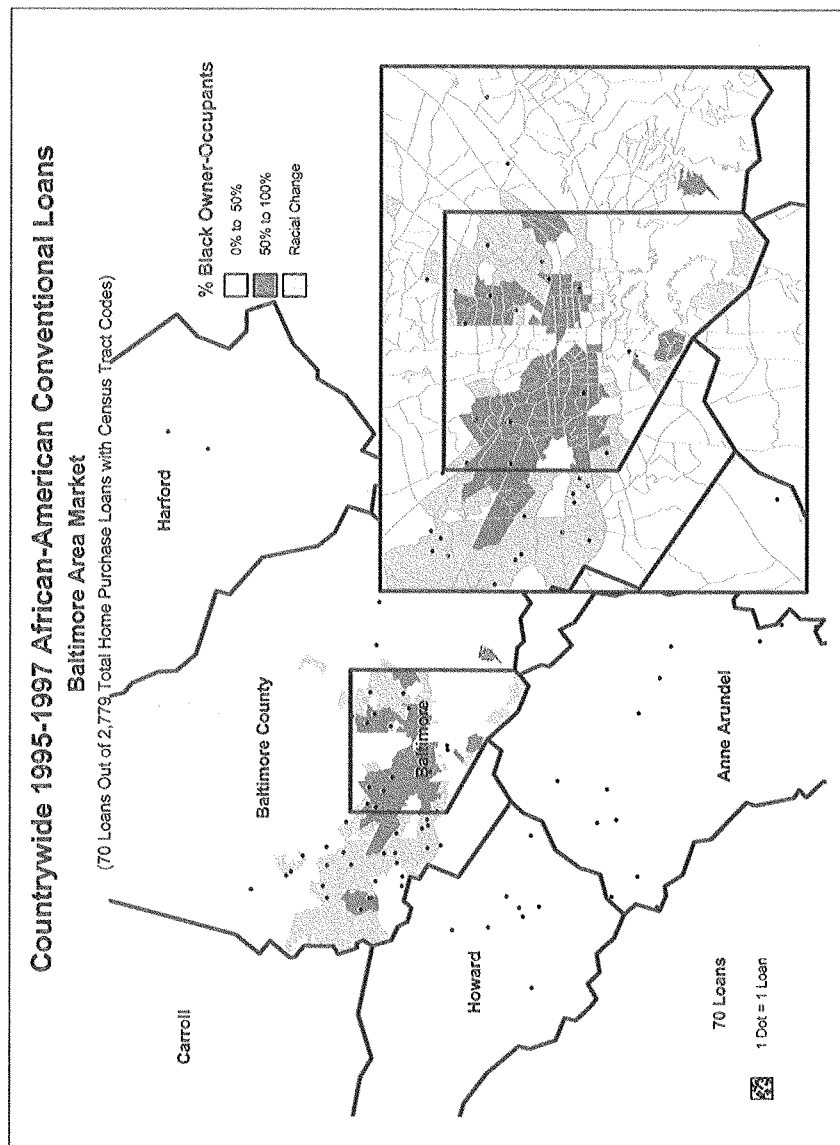 Countrywide 1995-1997 African-American Conventional Loans
Baltimore Area Market
(70 Loans Out of 2,779 Total Home Purchase Loans with Census Tract Codes)
% Black Owner-Occupants
0% to 50%
50% to 100%
Racial Change
Carroll
Baltimore County
Harford
Baltimore
Howard
Anne Arundel
70 Loans
1 Dot = 1 Loan